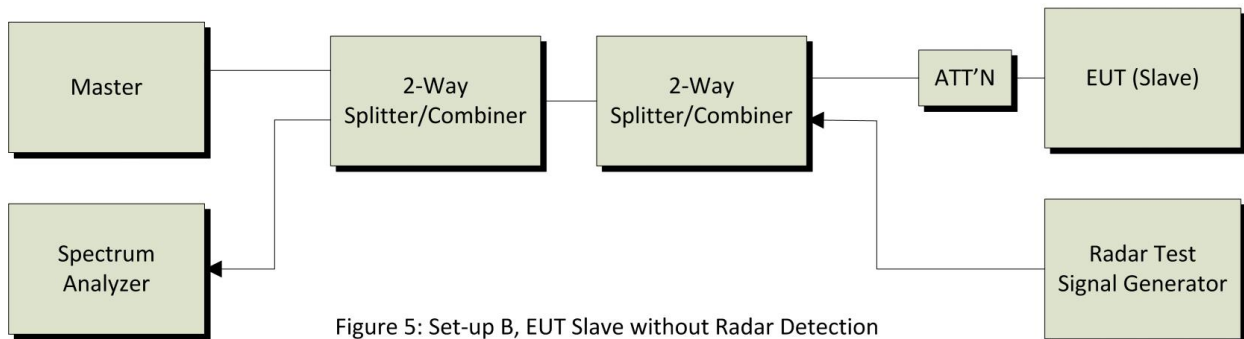 Master
2-Way
Splitter/Combiner
2-Way
Splitter/Combiner
ATT’N
EUT (Slave)
Spectrum
Analyzer
Radar Test
Signal Generator
Figure 5: Set-up B, EUT Slave without Radar Detection